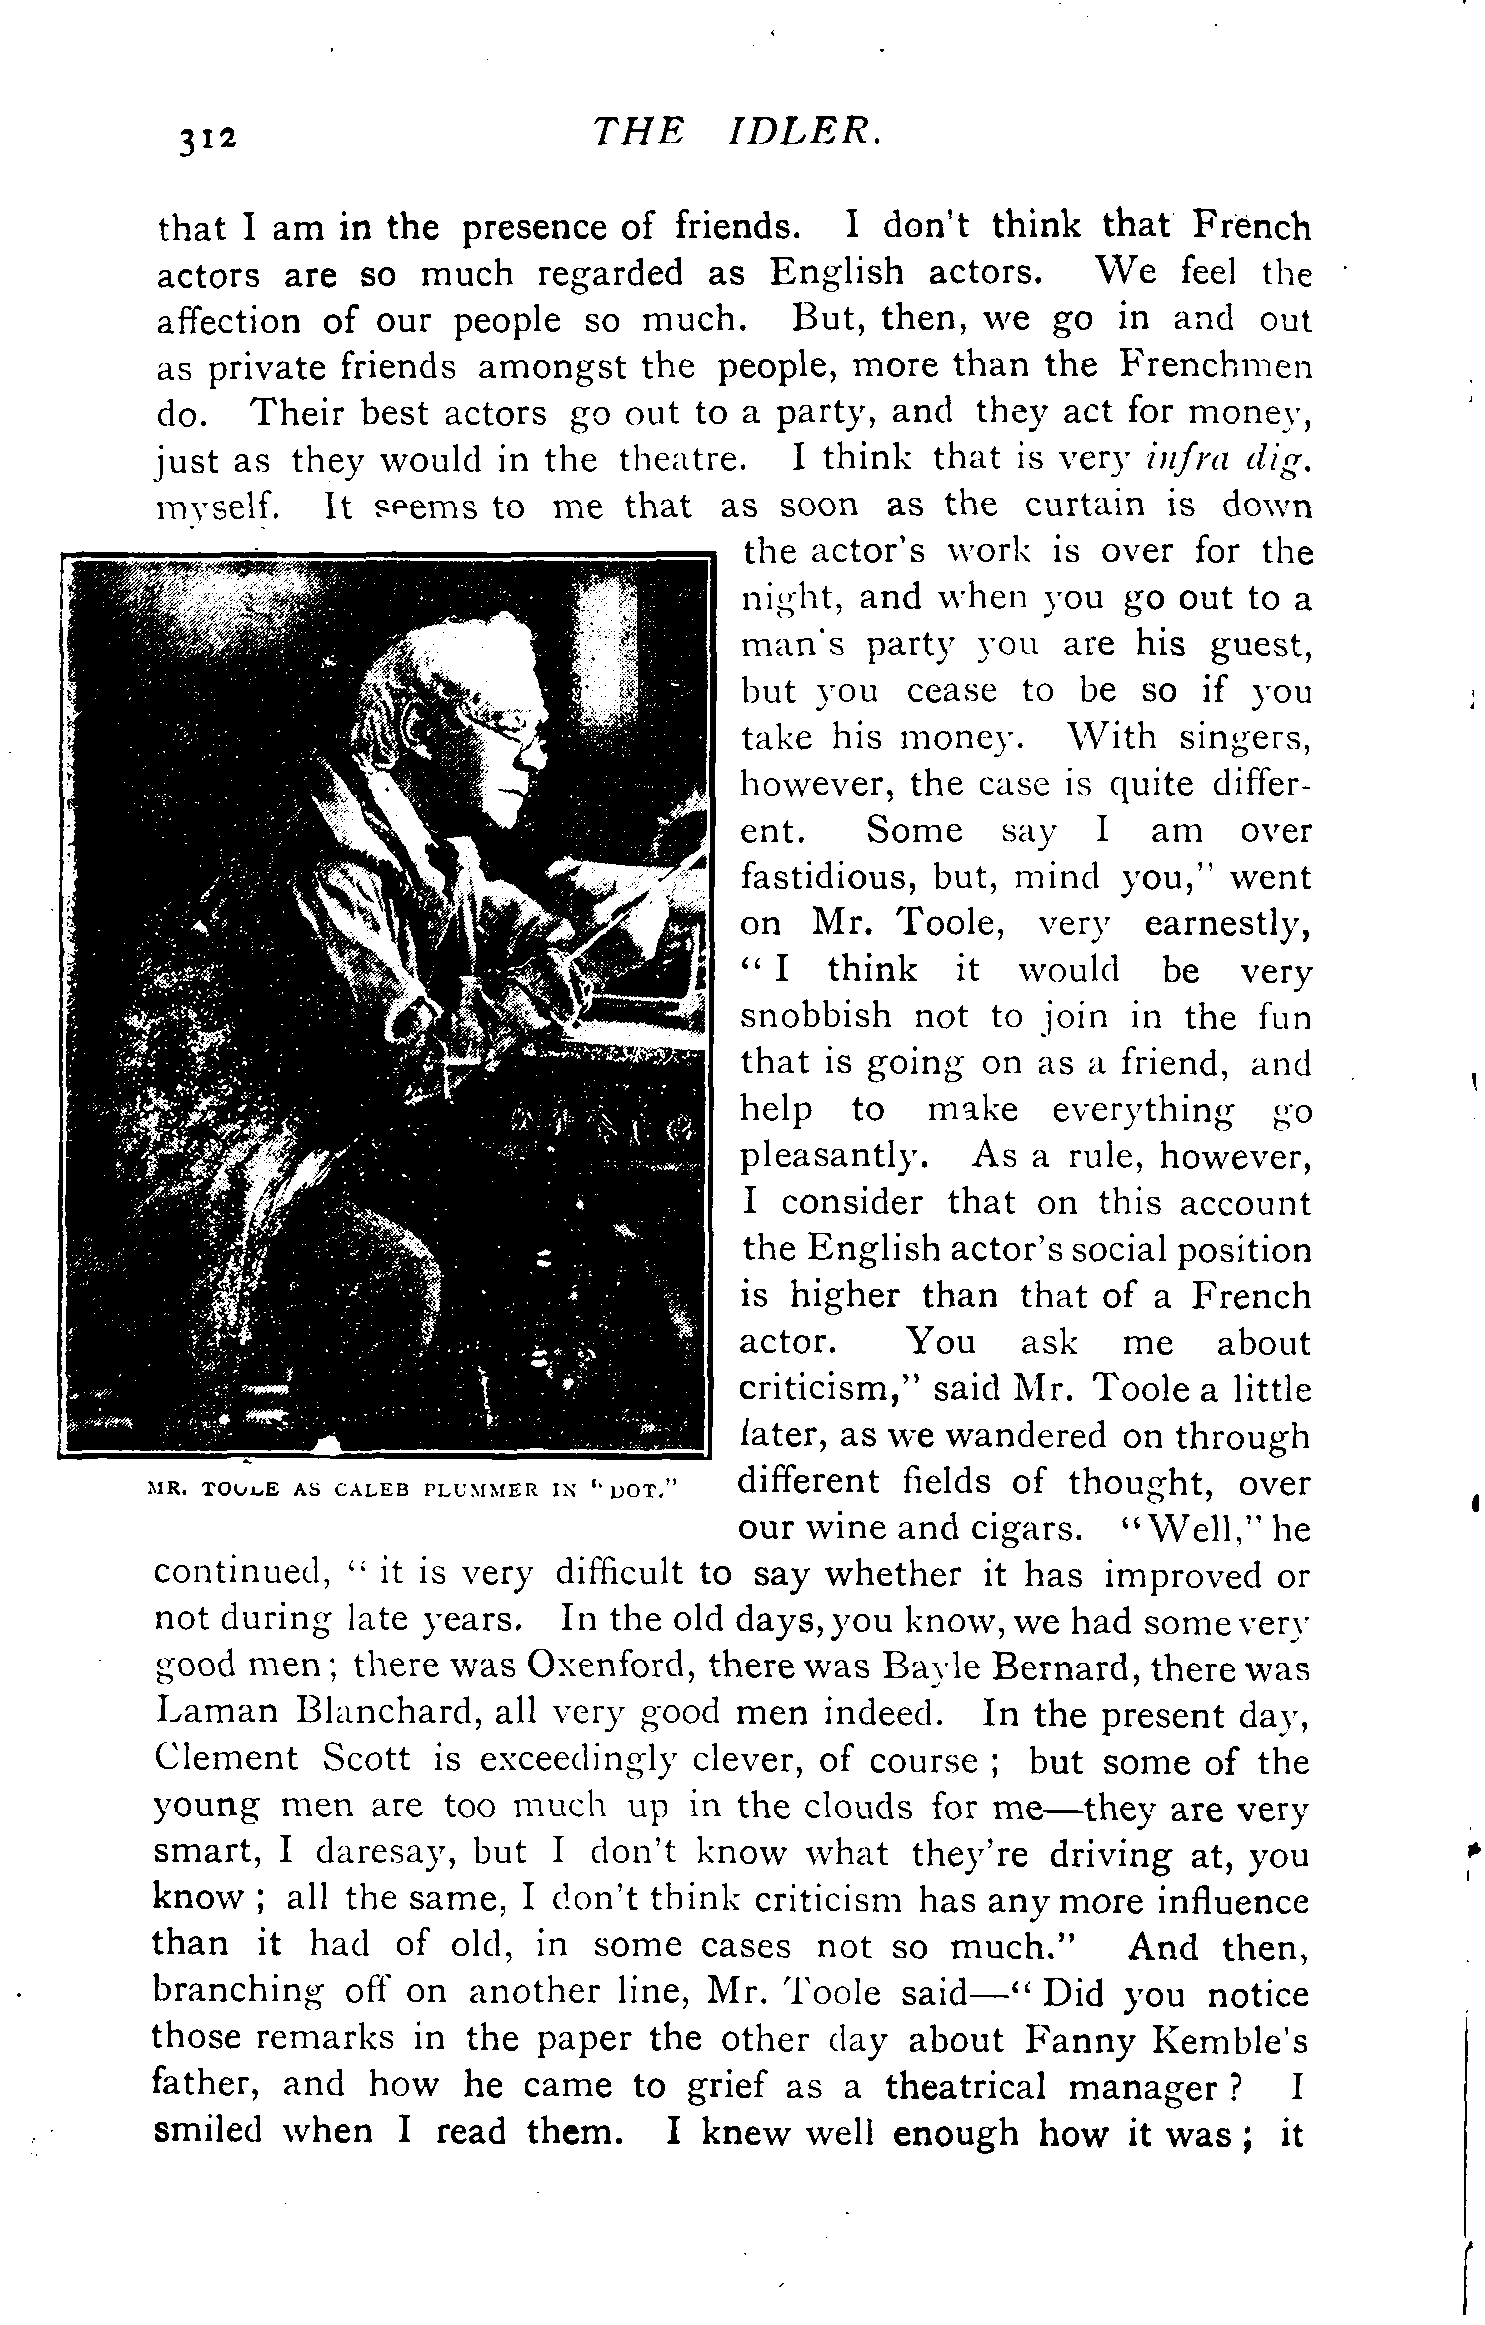 312 THE IDLER.
that I am in the presence of friends. I don't think that French
actors are so much regarded as English actors. We feel the
affection of our people so much. But, then, we go in and out
as private friends amongst the people, more than the Frenchmen
do. Their best actors go out to a party, and they act for money,
just as they would in the theatre. I think that is very infra dig.
myself. It seems to me that as soon as the curtain is down
the actor's work is over for the
night, and when you go out to a
man's party you are his guest,
but you cease to be so if you
take his money. With singers,
however, the case is quite differ-
ent. Some say I am over
fastidious, but, mind you," went
on Mr. Toole, very earnestly,
"I think it would be very
snobbish not to join in the fun
that is going on as a friend, and
help to make everything go
pleasantly. As a rule, however,
I consider that on this account
the English actor's social position
is higher than that of a French
actor. You ask me about
criticism," said Mr. Toole a little
later, as we wandered on through
different fields of thought, over
our wine and cigars. "Well," he
MR. TOOLE AS CALEB PLUMMER IN "DOT."
continued, "it is very difficult to say whether it has improved or
not during late years. In the old days, you know, we had some very
good men; there was Oxenford, there was Bayle Bernard, there was
Laman Blanchard, all very good men indeed. In the present day,
Clement Scott is exceedingly clever, of course; but some of the
young men are too much up in the clouds for me—they are very
smart, I daresay, but I don't know what they're driving at, you
know; all the same, I don't think criticism has any more influence
than it had of old, in some cases not so much." And then,
branching off on another line, Mr. Toole said—"Did you notice
those remarks in the paper the other day about Fanny Kemble's
father, and how he came to grief as a theatrical manager? I
smiled when I read them. I knew well enough how it was; it